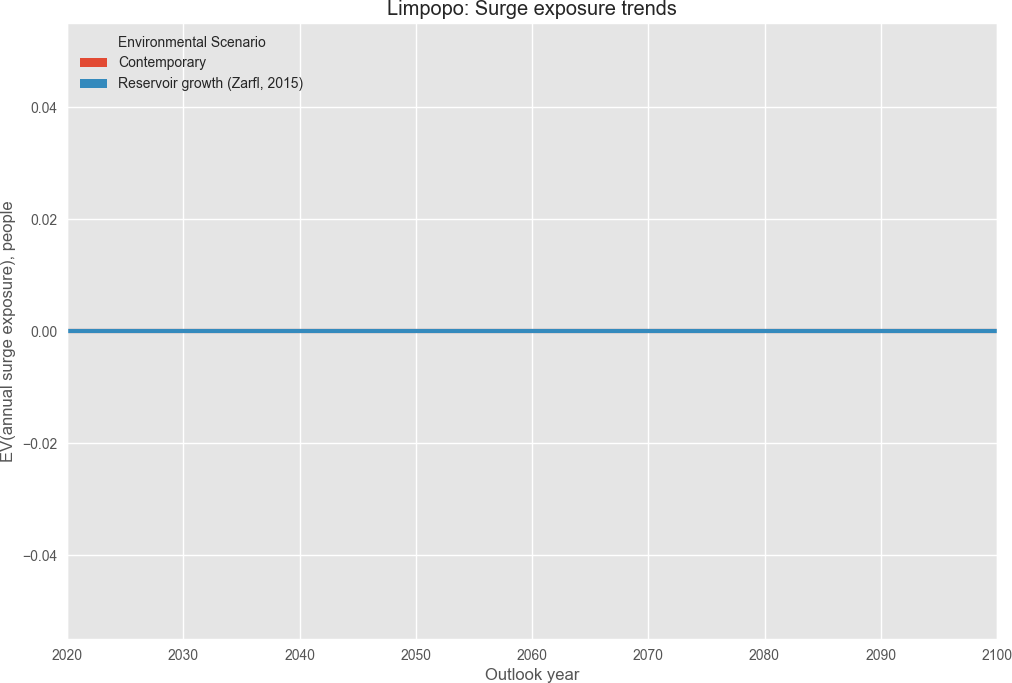 Limpopo: Surge exposure trends
Environmental Scenario
Contemporary
Reservoir growth (Zarfl, 2015)
EV(annual surge exposure), people
0.04
0.02
0.00
−0.02
−0.04
2020 2030 2040 2050 2060 2070 2080 2090 2100
Outlook year